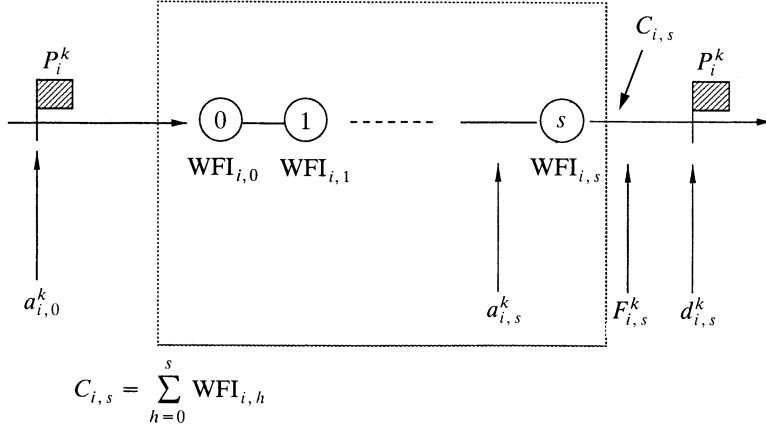 C_{i,s}
P_i^k P_i^k
0 1 s
WFI_{i,0} WFI_{i,1} WFI_{i,s}
a_{i,0}^k a_{i,s}^k F_{i,s}^k d_{i,s}^k
C_{i,s} = \sum_{h=0}^{s} WFI_{i,h}